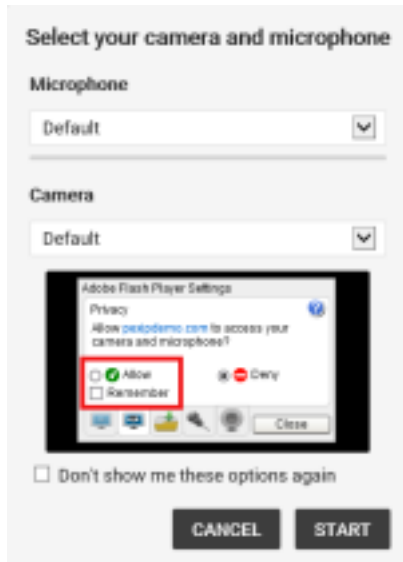 Select your camera and microphone
Microphone
Default
Camera
Default
Adobe Flash Player Settings
Privacy
Allow pexipdemo.com to access your
camera and microphone?
Allow
Deny
Remember
Close
Don't show me these options again
CANCEL
START